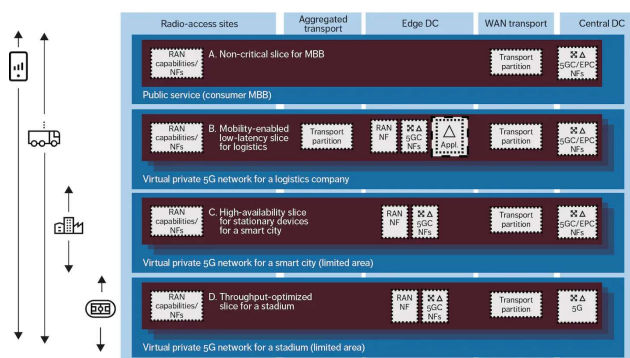 Radio-access sites
Aggregated
transport
Edge DC
WAN transport
Central DC
RAN
capabilities/
NFs
A. Non-critical slice for MBB
Transport
partition
5GC/EPC
NFs
Public service (consumer MBB)
RAN
capabilities/
NFs
B. Mobility-enabled
low-latency slice
for logistics
Transport
partition
RAN
NF
5GC
NFs
Appl.
Transport
partition
5GC/EPC
NFs
Virtual private 5G network for a logistics company
RAN
capabilities/
NFs
C. High-availability slice
for stationary devices
for a smart city
RAN
NF
5GC
NFs
Transport
partition
5GC/EPC
NFs
Virtual private 5G network for a smart city (limited area)
RAN
capabilities/
NFs
D. Throughput-optimized
slice for a stadium
RAN
NF
5GC
NFs
Transport
partition
5G
Virtual private 5G network for a stadium (limited area)